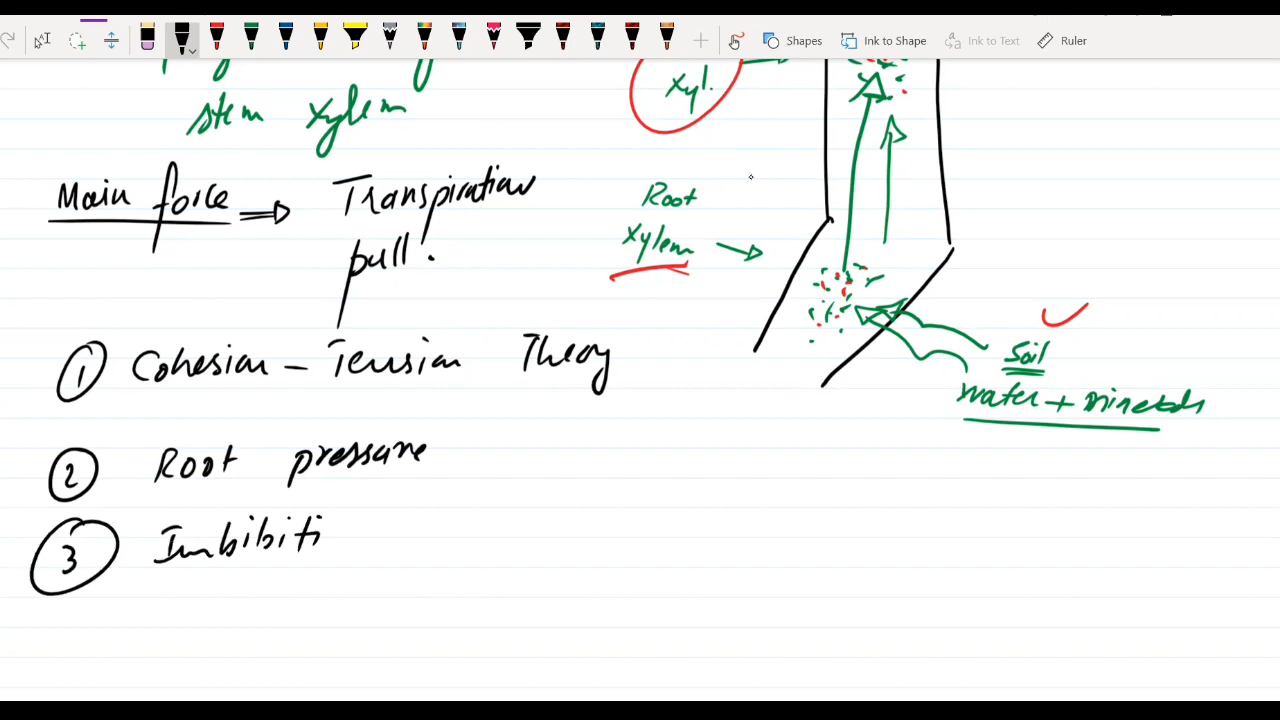 Shapes
Ink to Shape
Ink to Text
Ruler
stem xylem
Xyl.
Main force ⇒ Transpiration
pull!
Root
xylem →
① Cohesion - Tension Theory
Soil
water + minerals
② Root pressure
③ Imbibiti